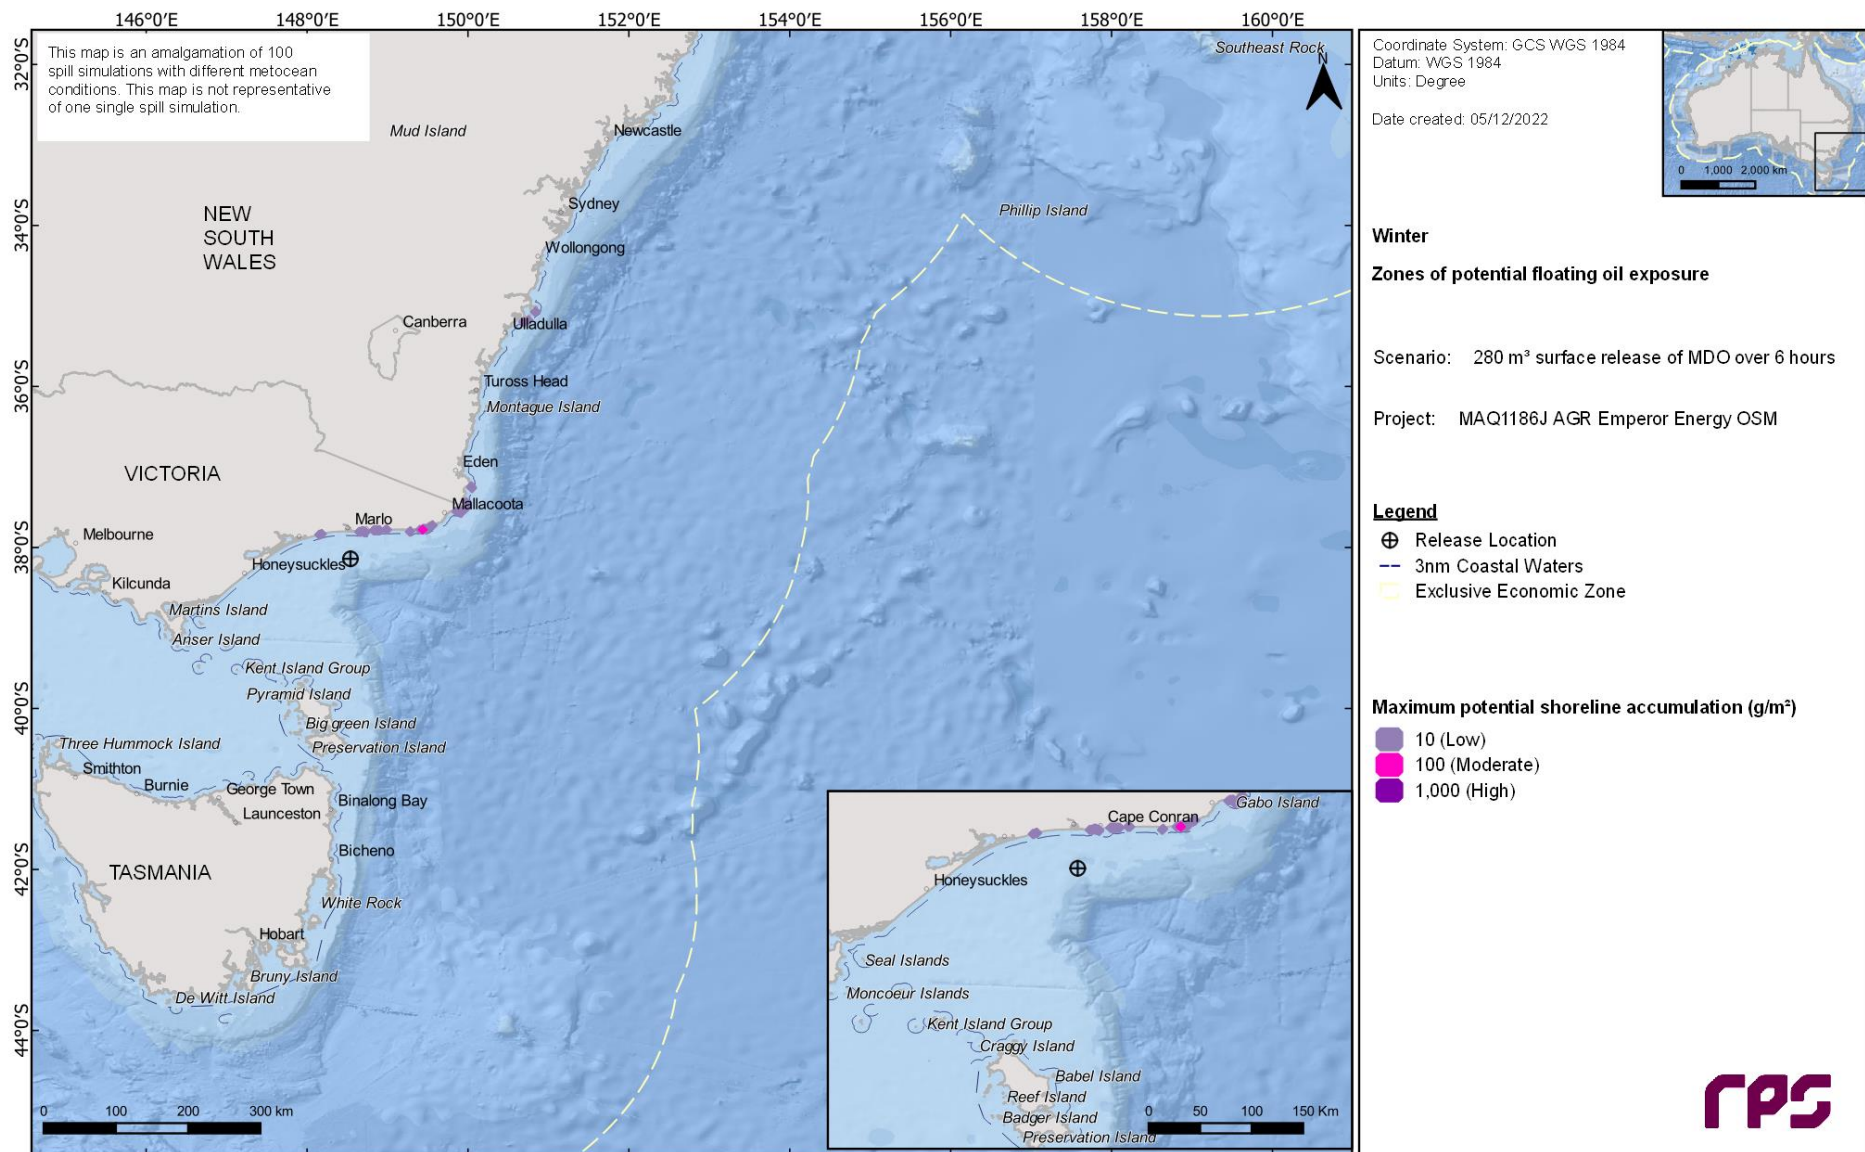 146°0'E 148°0'E 150°0'E 152°0'E 154°0'E 156°0'E 158°0'E 160°0'E
This map is an amalgamation of 100
spill simulations with different metocean
conditions. This map is not representative
of one single spill simulation.
Southeast Rock
N
32°S
Mud Island
Newcastle
NEW
SOUTH
WALES
Sydney
Phillip Island
34°0'S
Wollongong
Canberra
Ulladulla
36°0'S
Tuross Head
Montague Island
Eden
VICTORIA
Mallacoota
Marlo
Melbourne
38°0'S
Honeysuckles
Kilcunda
Martins Island
Anser Island
Kent Island Group
Pyramid Island
40°0'S
Big green Island
Three Hummock Island
Preservation Island
Smithton
Burnie
George Town
Binalong Bay
Launceston
Bicheno
42°0'S
TASMANIA
White Rock
Hobart
Bruny Island
De Witt Island
44°0'S
0 100 200 300 km
Gabo Island
Cape Conran
Honeysuckles
Seal Islands
Moncoeur Islands
Kent Island Group
Craggy Island
Babel Island
Reef Island
Badger Island
Preservation Island
0 50 100 150 Km
Coordinate System: GCS WGS 1984
Datum: WGS 1984
Units: Degree
Date created: 05/12/2022
0 1,000 2,000 km
Winter
Zones of potential floating oil exposure
Scenario: 280 m³ surface release of MDO over 6 hours
Project: MAQ1186J AGR Emperor Energy OSM
Legend
Release Location
3nm Coastal Waters
Exclusive Economic Zone
Maximum potential shoreline accumulation (g/m²)
10 (Low)
100 (Moderate)
1,000 (High)
rps